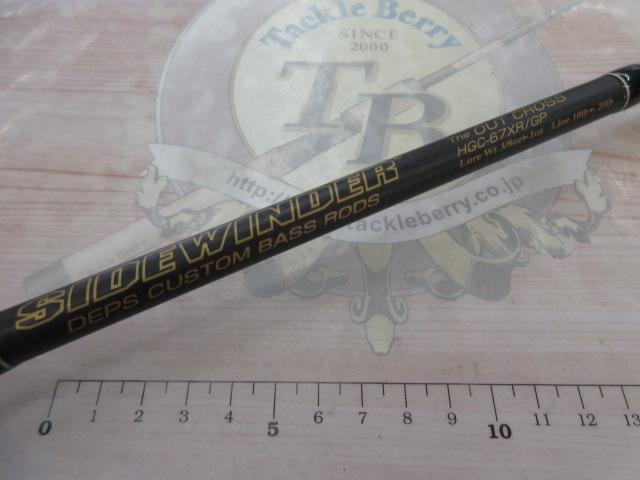 Tackle Berry
SINCE
2000
TB
The OUT CROSS
HGC-67XR/GP
Lure Wt 3/8oz▸1oz Line 10lb▸20lb
SIDEWINDER
DEPS CUSTOM BASS RODS
http://
tackleberry.co.jp
0 1 2 3 4 5 6 7 8 9 10 11 12 13